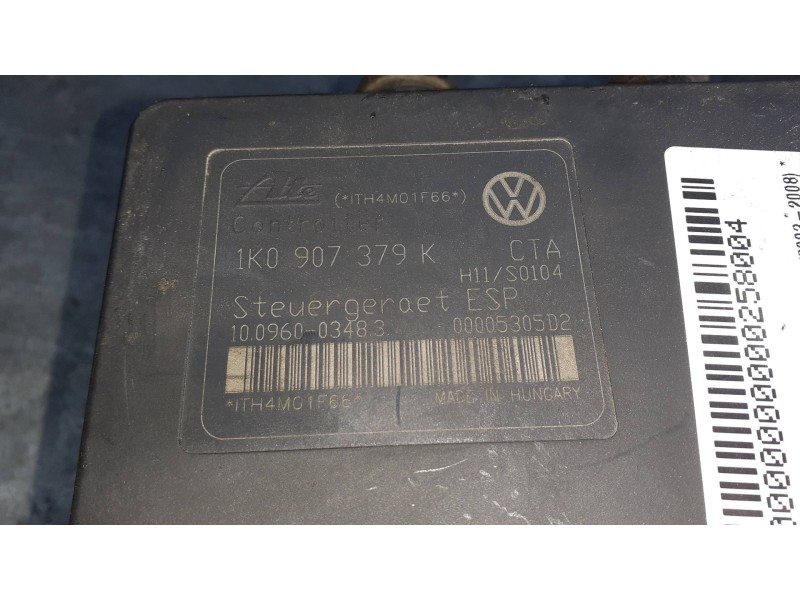 Ate (*ITH4M01F66*)
Controller
1K0 907 379 K CTA
H11/S0104
Steuergeraet ESP
10.0960-0348.3 00005305D2
*ITH4M01F66*
MADE IN HUNGARY
2008)
0000000000258004